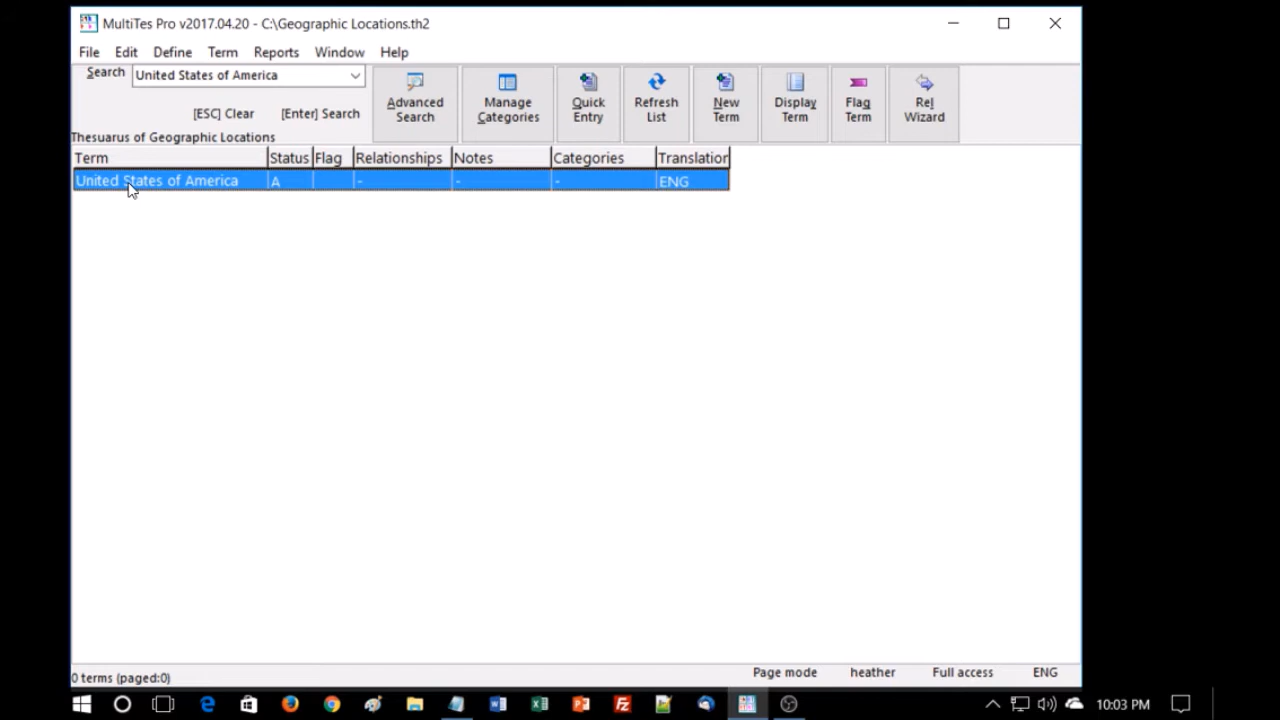 MultiTes Pro v2017.04.20 - C:\Geographic Locations.th2
File Edit Define Term Reports Window Help
Search United States of America
[ESC] Clear [Enter] Search
Advanced Search
Manage Categories
Quick Entry
Refresh List
New Term
Display Term
Flag Term
Rel Wizard
Thesuarus of Geographic Locations
Term Status Flag Relationships Notes Categories Translation
United States of America A - - - ENG
0 terms (paged:0) Page mode heather Full access ENG
10:03 PM